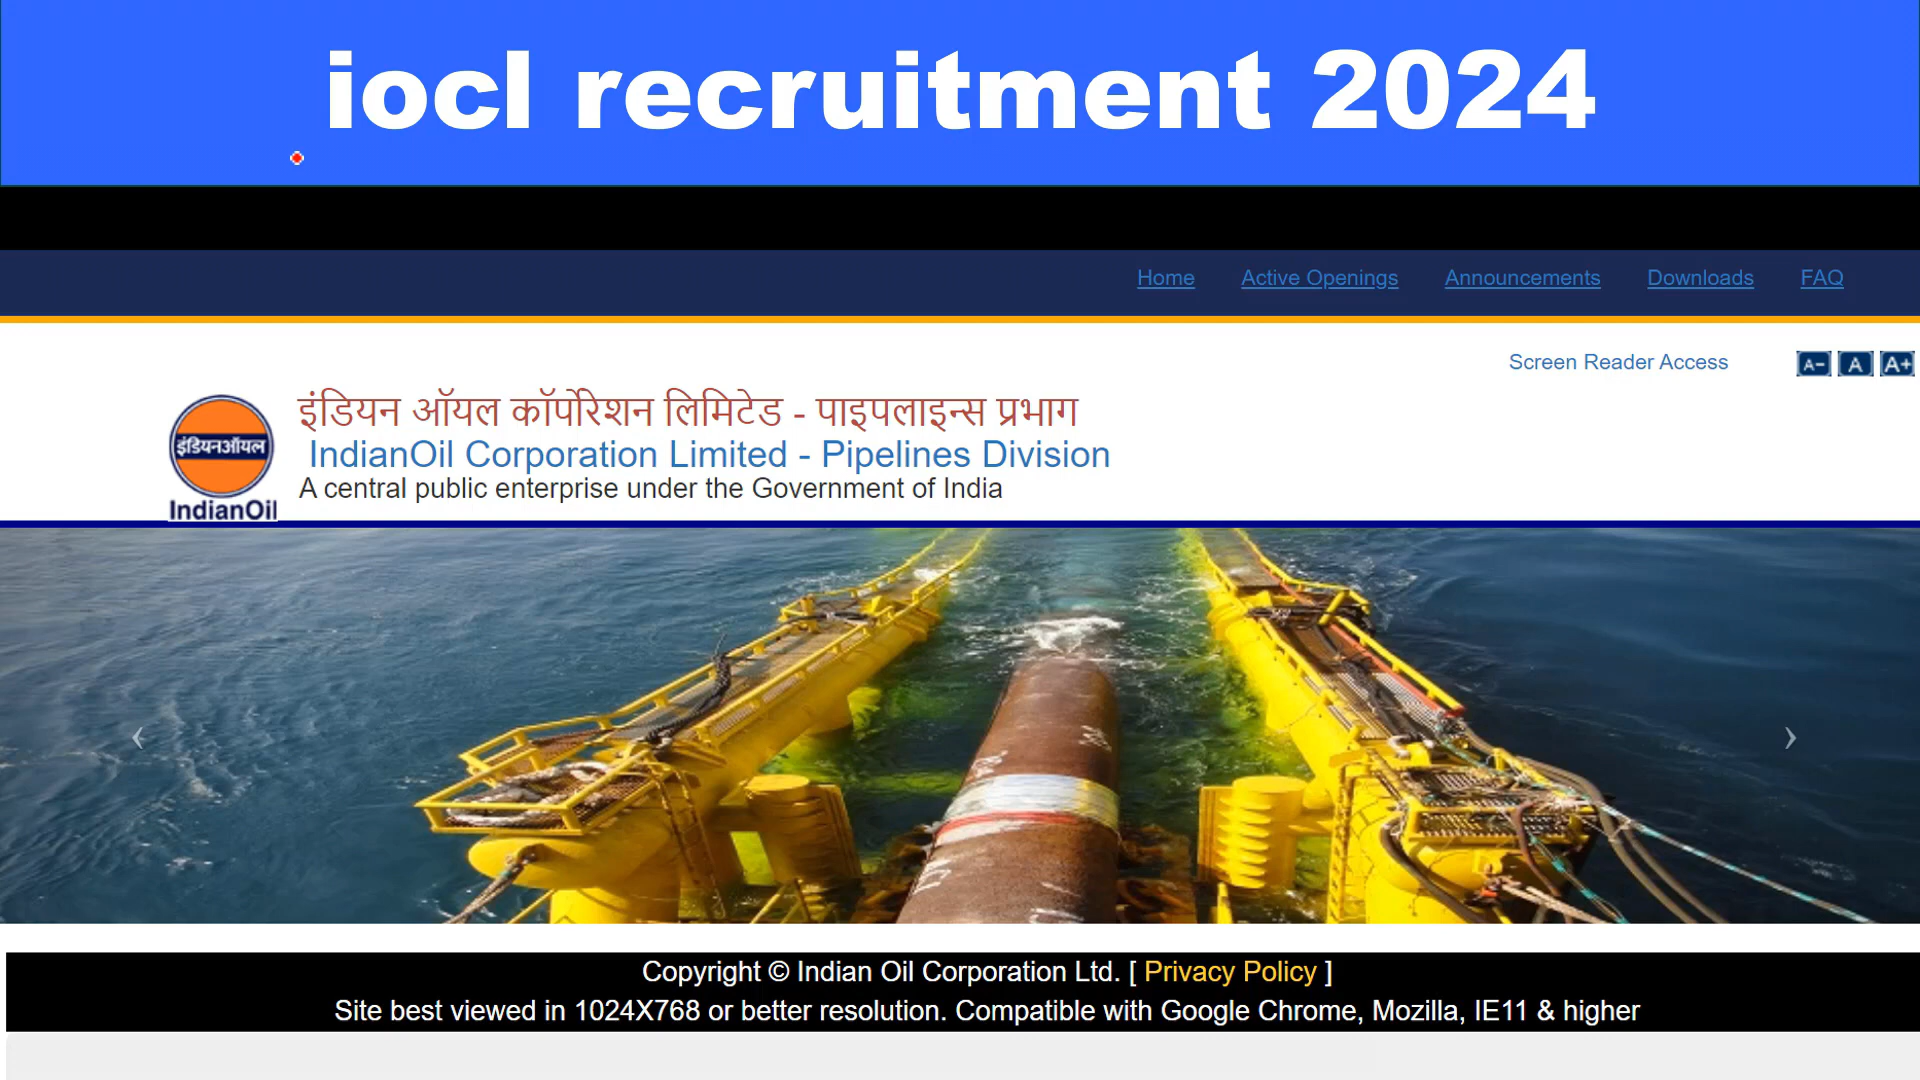 iocl recruitment 2024
Home Active Openings Announcements Downloads FAQ
Screen Reader Access A- A A+
इंडियन ऑयल कॉर्पोरेशन लिमिटेड - पाइपलाइन्स प्रभाग
IndianOil Corporation Limited - Pipelines Division
A central public enterprise under the Government of India
इंडियनऑयल
IndianOil
Copyright © Indian Oil Corporation Ltd. [ Privacy Policy ]
Site best viewed in 1024X768 or better resolution. Compatible with Google Chrome, Mozilla, IE11 & higher